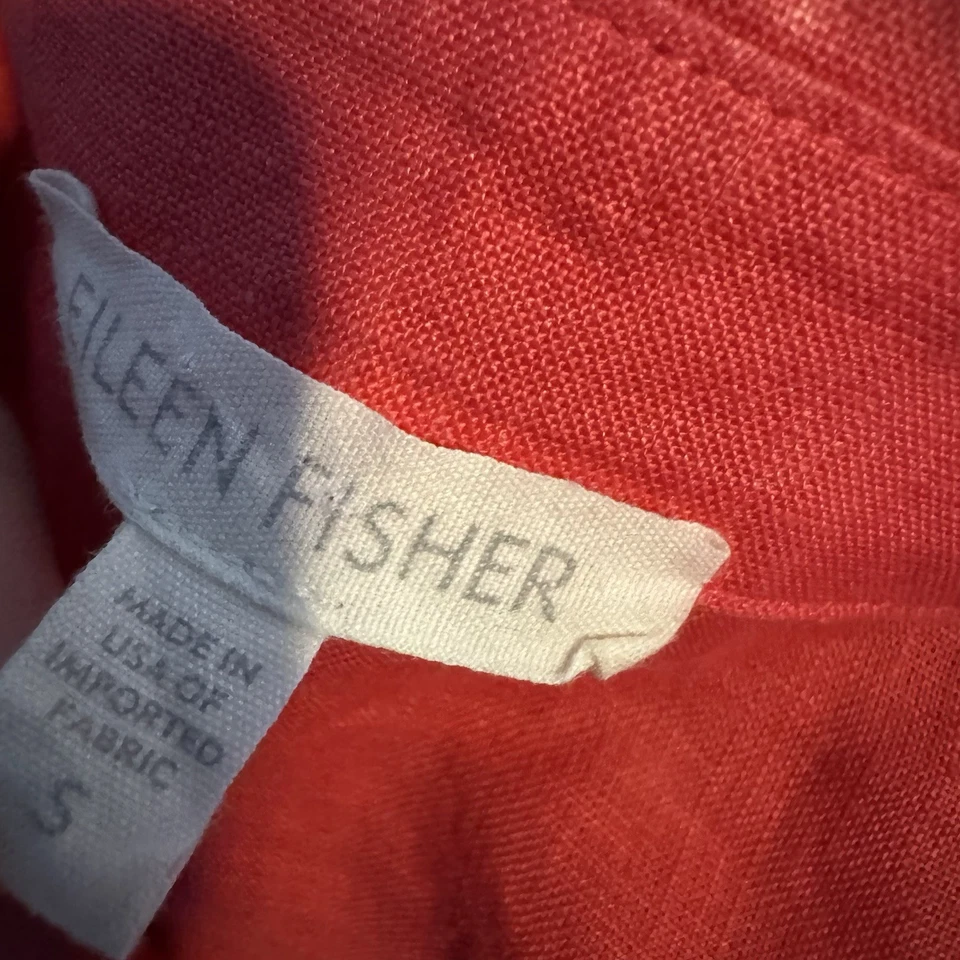 EILEEN FISHER
MADE IN
USA OF
IMPORTED
FABRIC
S